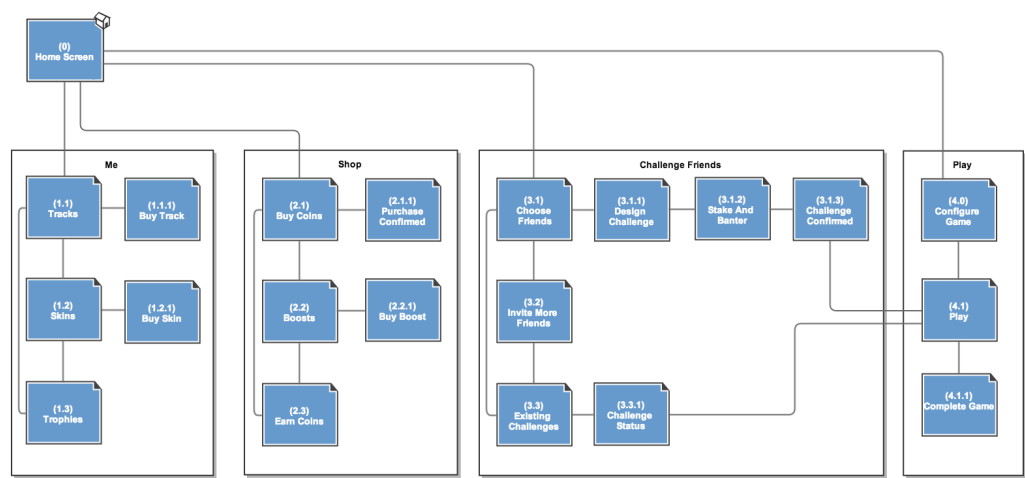 (0)
Home Screen
Me
(1.1)
Tracks
(1.1.1)
Buy Track
(1.2)
Skins
(1.2.1)
Buy Skin
(1.3)
Trophies
Shop
(2.1)
Buy Coins
(2.1.1)
Purchase
Confirmed
(2.2)
Boosts
(2.2.1)
Buy Boost
(2.3)
Earn Coins
Challenge Friends
(3.1)
Choose
Friends
(3.1.1)
Design
Challenge
(3.1.2)
Stake And
Banter
(3.1.3)
Challenge
Confirmed
(3.2)
Invite More
Friends
(3.3)
Existing
Challenges
(3.3.1)
Challenge
Status
Play
(4.0)
Configure
Game
(4.1)
Play
(4.1.1)
Complete Game